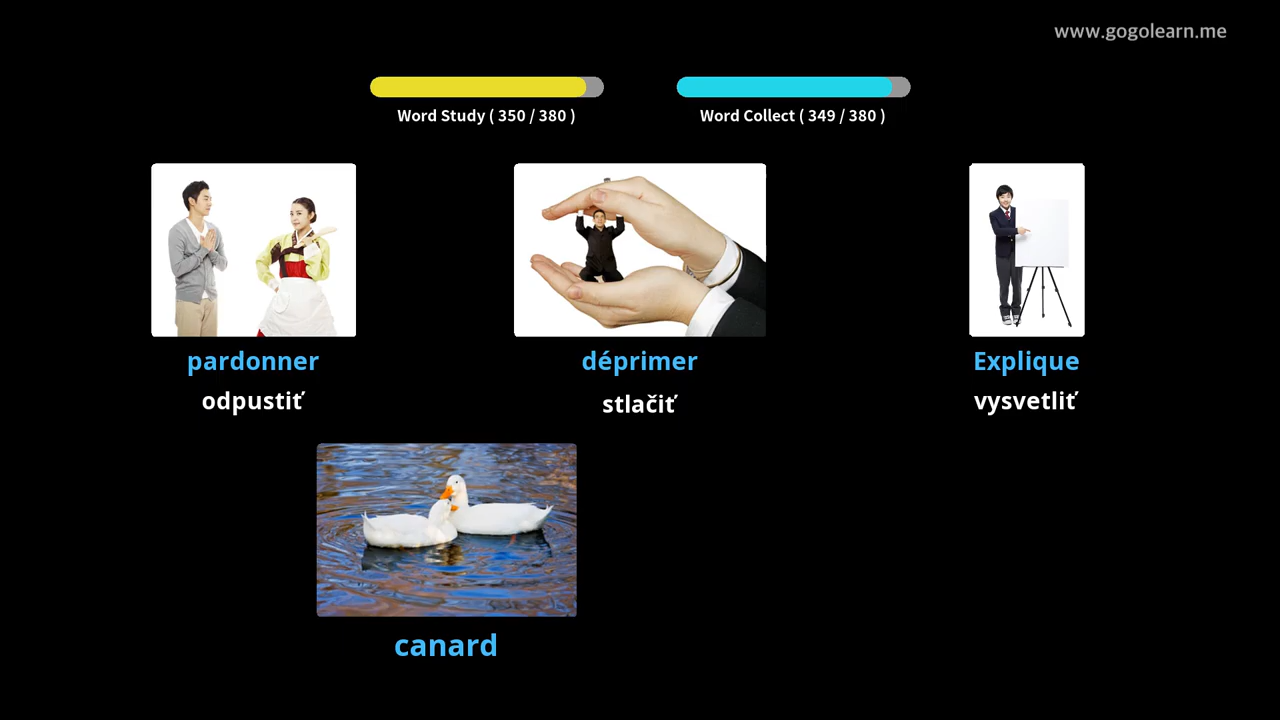 www.gogolearn.me
Word Study ( 350 / 380 )
Word Collect ( 349 / 380 )
pardonner
déprimer
Explique
odpustiť
stlačiť
vysvetliť
canard